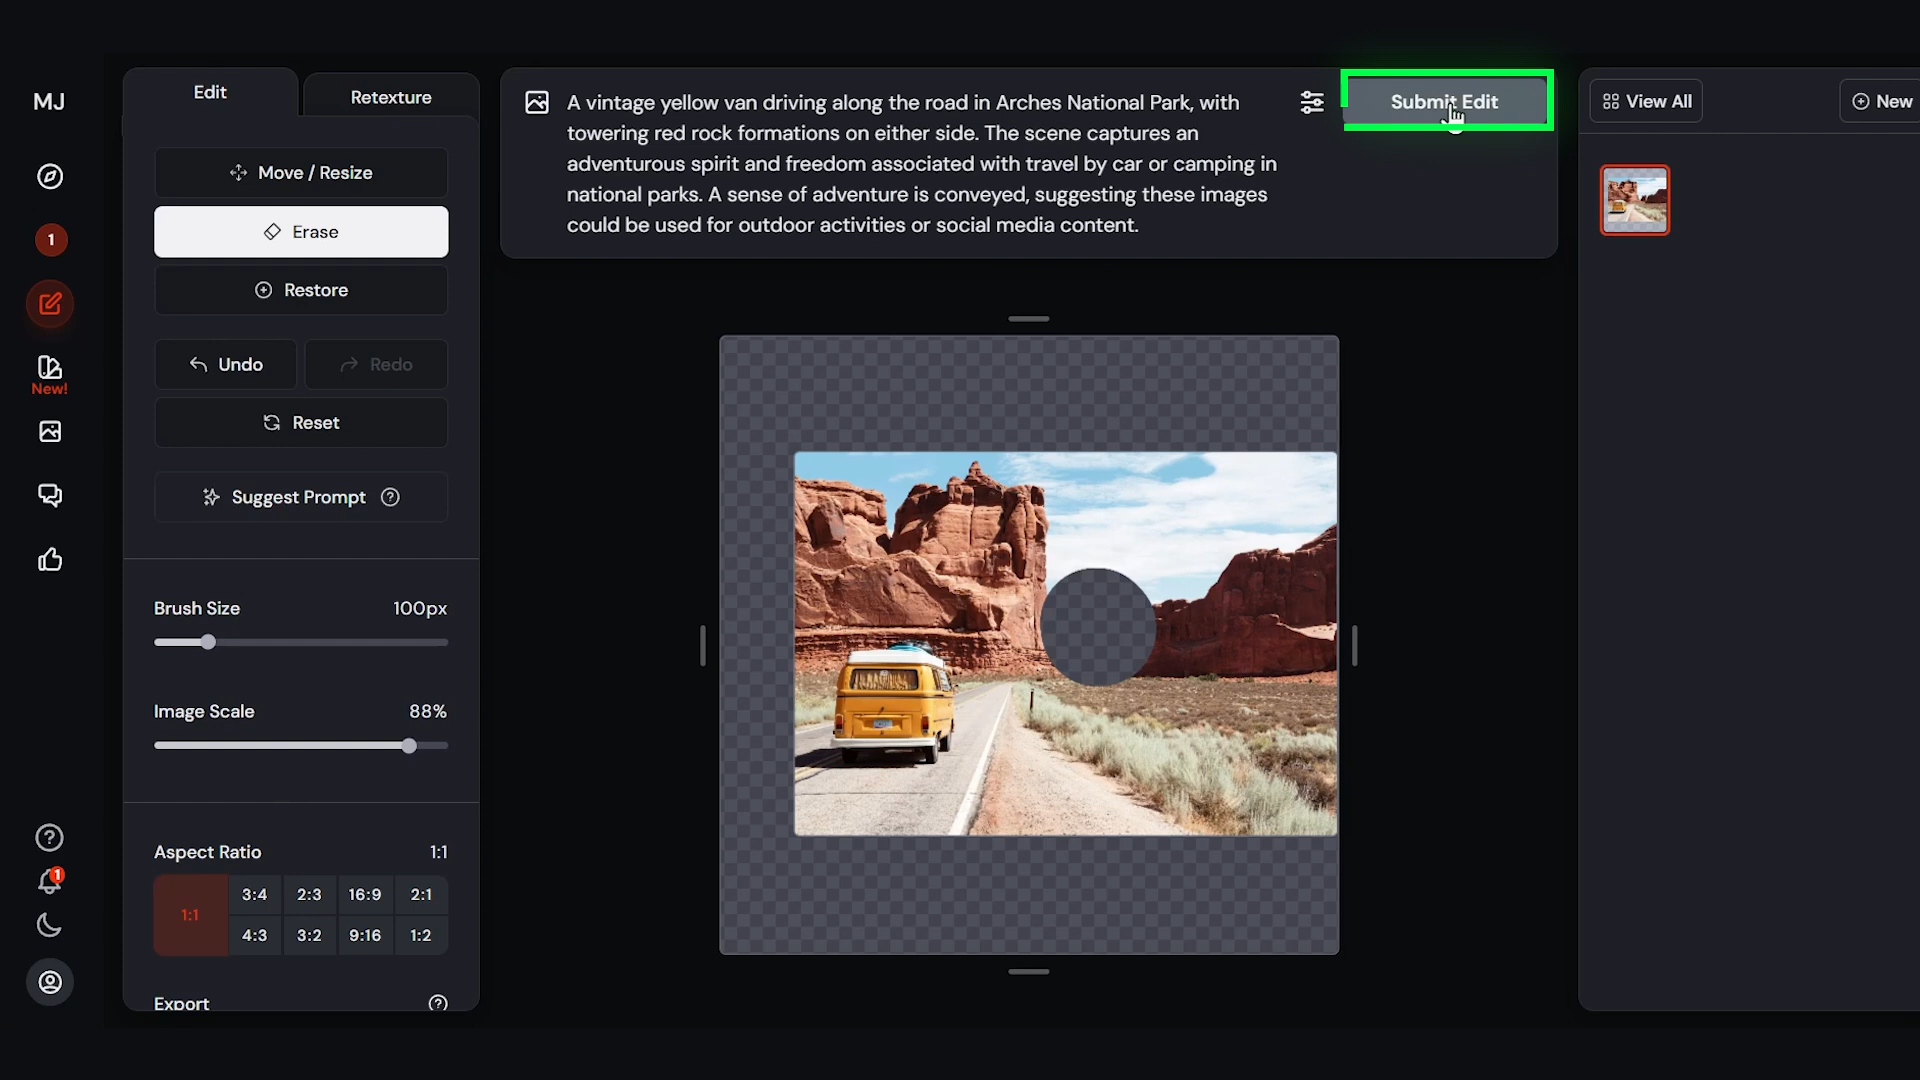 MJ
Edit
Retexture
A vintage yellow van driving along the road in Arches National Park, with
towering red rock formations on either side. The scene captures an
adventurous spirit and freedom associated with travel by car or camping in
national parks. A sense of adventure is conveyed, suggesting these images
could be used for outdoor activities or social media content.
Submit Edit
View All
New
Move / Resize
Erase
1
Restore
Undo
Redo
New!
Reset
Suggest Prompt
Brush Size
100px
Image Scale
88%
Aspect Ratio
1:1
1:1
3:4
2:3
16:9
2:1
4:3
3:2
9:16
1:2
1
Export